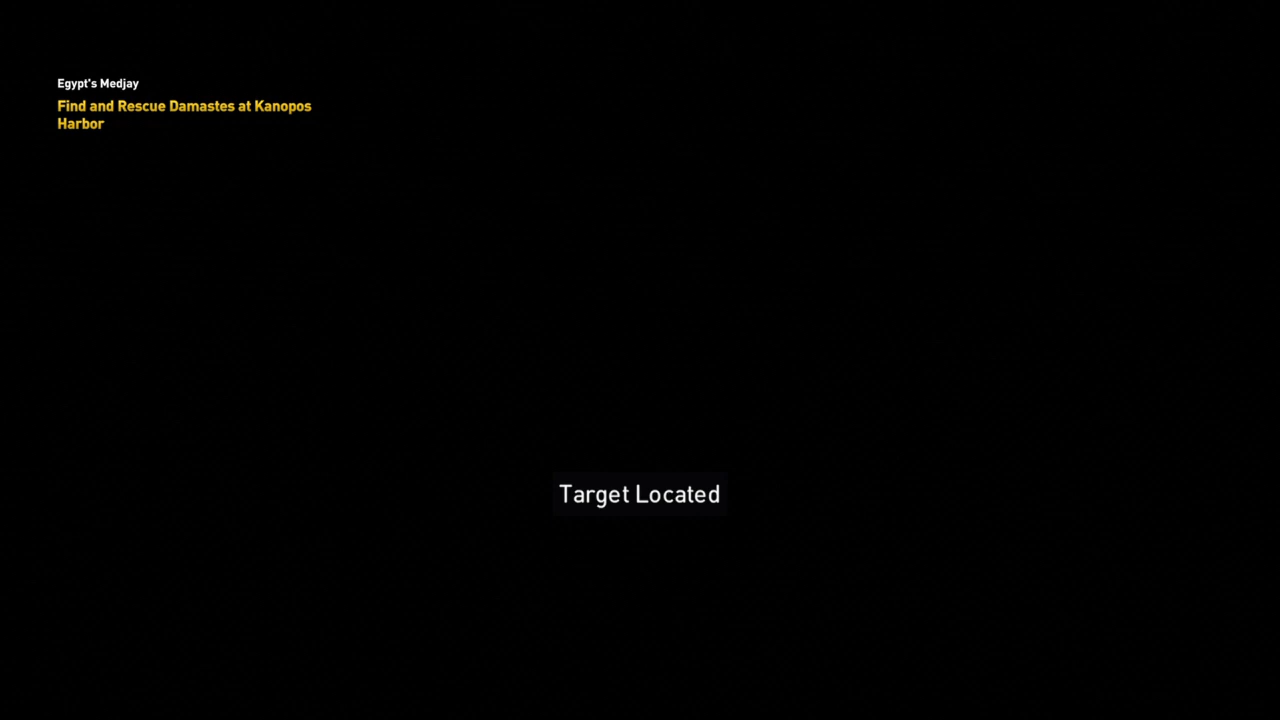 Egypt's Medjay
Find and Rescue Damastes at Kanopos
Harbor
Target Located